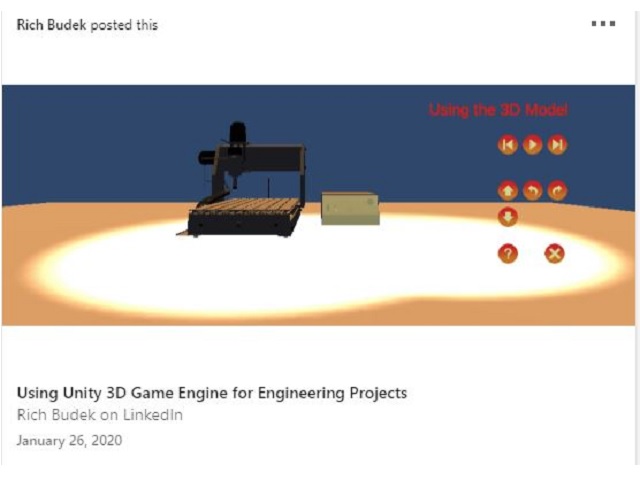 Rich Budek posted this
Using the 3D Model
?
Using Unity 3D Game Engine for Engineering Projects
Rich Budek on LinkedIn
January 26, 2020